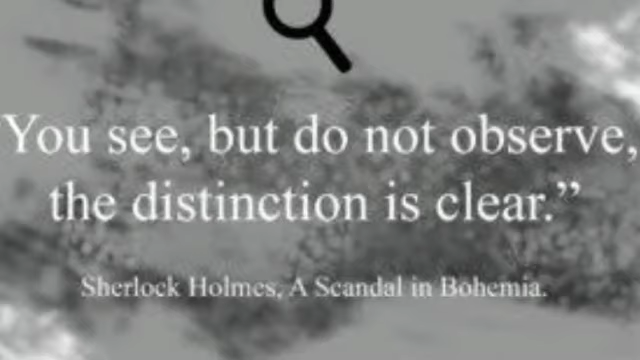 “You see, but do not observe,
the distinction is clear.”
Sherlock Holmes, A Scandal in Bohemia.